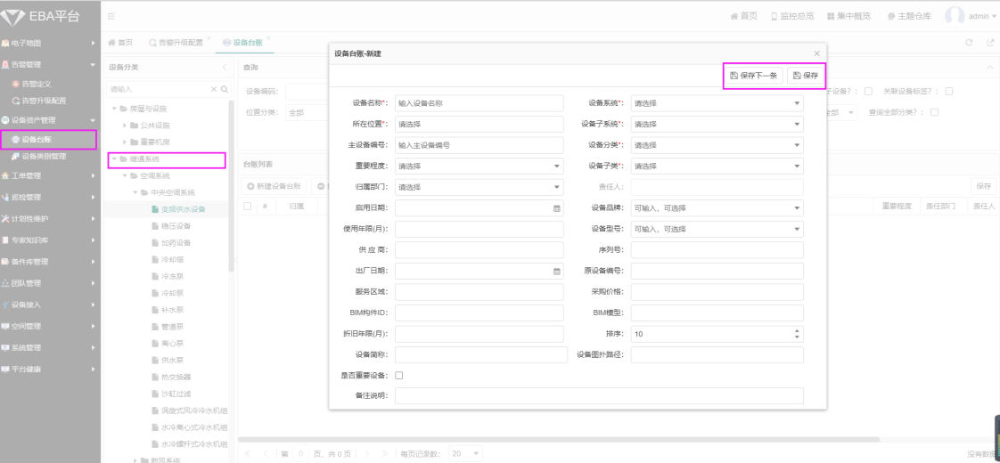 EBA平台
首页
监控总览
集中概览
主题仓库
admin
电子地图
告警管理
告警定义
告警升级配置
设备资产管理
设备台账
设备类别管理
工单管理
巡检管理
计划性维护
专家知识库
备件库管理
团队管理
设备接入
空间管理
系统管理
平台健康
首页 告警升级配置 设备台账
设备分类
请输入
房屋与设施
公共设施
重要机房
暖通系统
空调系统
中央空调系统
变频供水设备
稳压设备
加药设备
冷却塔
冷冻泵
冷却泵
补水泵
管道泵
离心泵
供水泵
热交换器
沙缸过滤
涡旋式风冷冷水机组
水冷离心式冷水机组
水冷螺杆式冷水机组
新风系统
查询
设备编码:
子设备?: 关联设备标签?:
位置分类: 全部
全部 查询全部分类?:
台账列表
新建设备台账
保存
# 归属
重要程度 责任部门 责任人
第 0 页, 共 0 页 每页记录数: 20
没有数据
设备台账-新建
保存下一条 保存
设备名称*: 输入设备名称 设备系统*: 请选择
所在位置*: 请选择 设备子系统*: 请选择
主设备编号: 输入主设备编号 设备分类*: 请选择
重要程度: 请选择 设备子类*: 请选择
归属部门: 请选择 责任人:
启用日期: 设备品牌: 可输入，可选择
使用年限(月): 设备型号: 可输入，可选择
供 应 商: 序列号:
出厂日期: 原设备编号:
服务区域: 采购价格:
BIM构件ID: BIM模型:
折旧年限(月): 排序: 10
设备简称: 设备图扑路径:
是否重要设备:
备注说明: